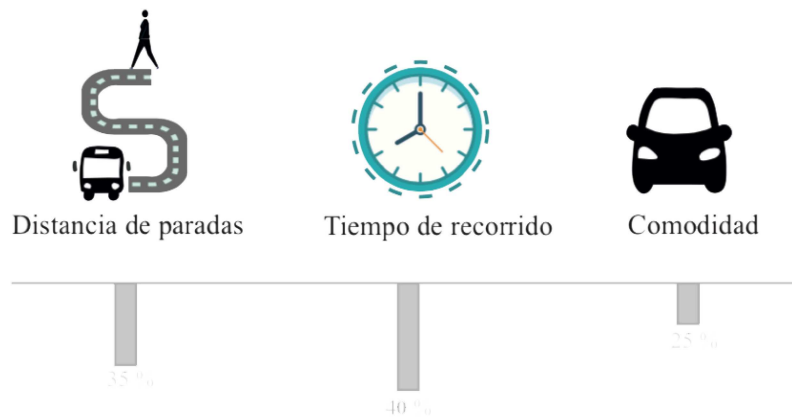 Distancia de paradas
Tiempo de recorrido
Comodidad
35 %
40 %
25 %